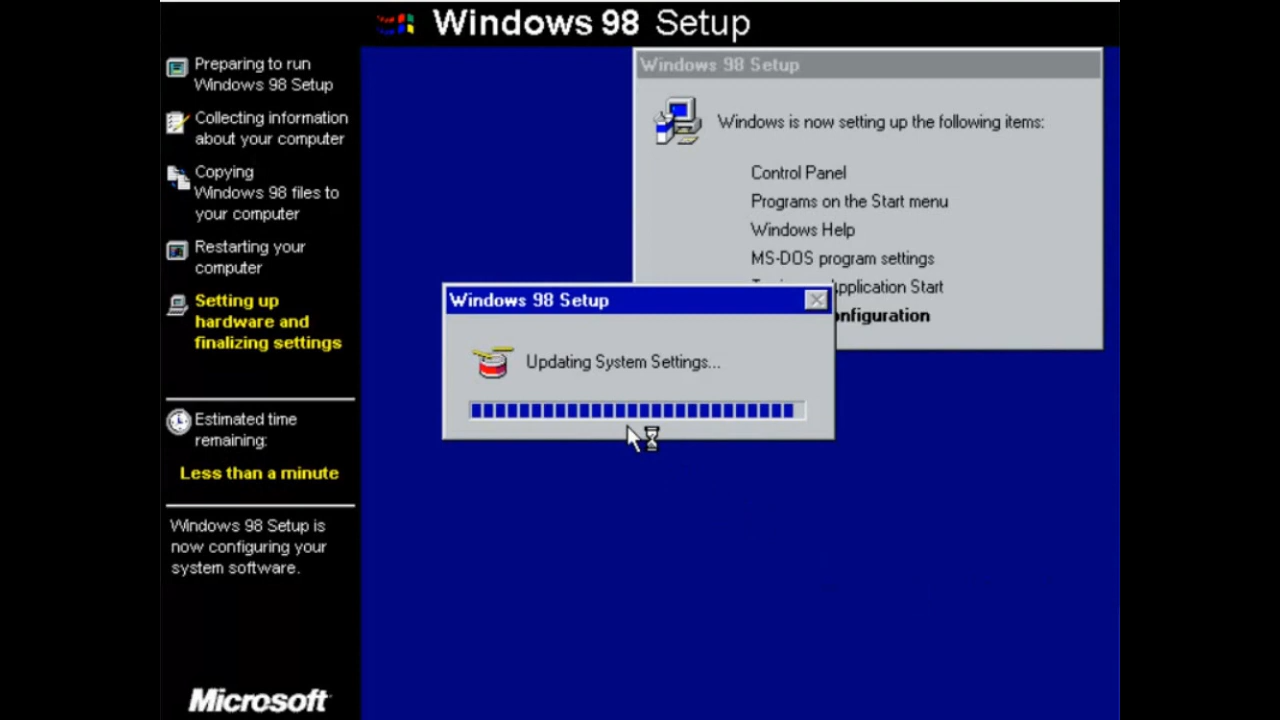 Windows 98 Setup
Preparing to run
Windows 98 Setup
Collecting information
about your computer
Copying
Windows 98 files to
your computer
Restarting your
computer
Setting up
hardware and
finalizing settings
Estimated time
remaining:
Less than a minute
Windows 98 Setup is
now configuring your
system software.
Microsoft
Windows 98 Setup
Windows is now setting up the following items:
Control Panel
Programs on the Start menu
Windows Help
MS-DOS program settings
Application Start
Windows 98 Setup
Updating System Settings...